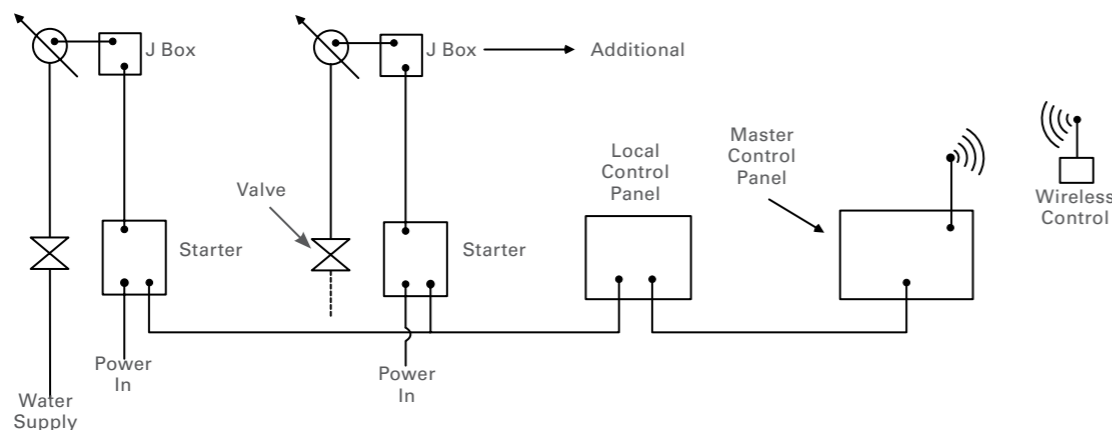 J Box
J Box
Additional
Local
Control
Panel
Master
Control
Panel
Wireless
Control
Valve
Starter
Starter
Power
In
Power
In
Water
Supply